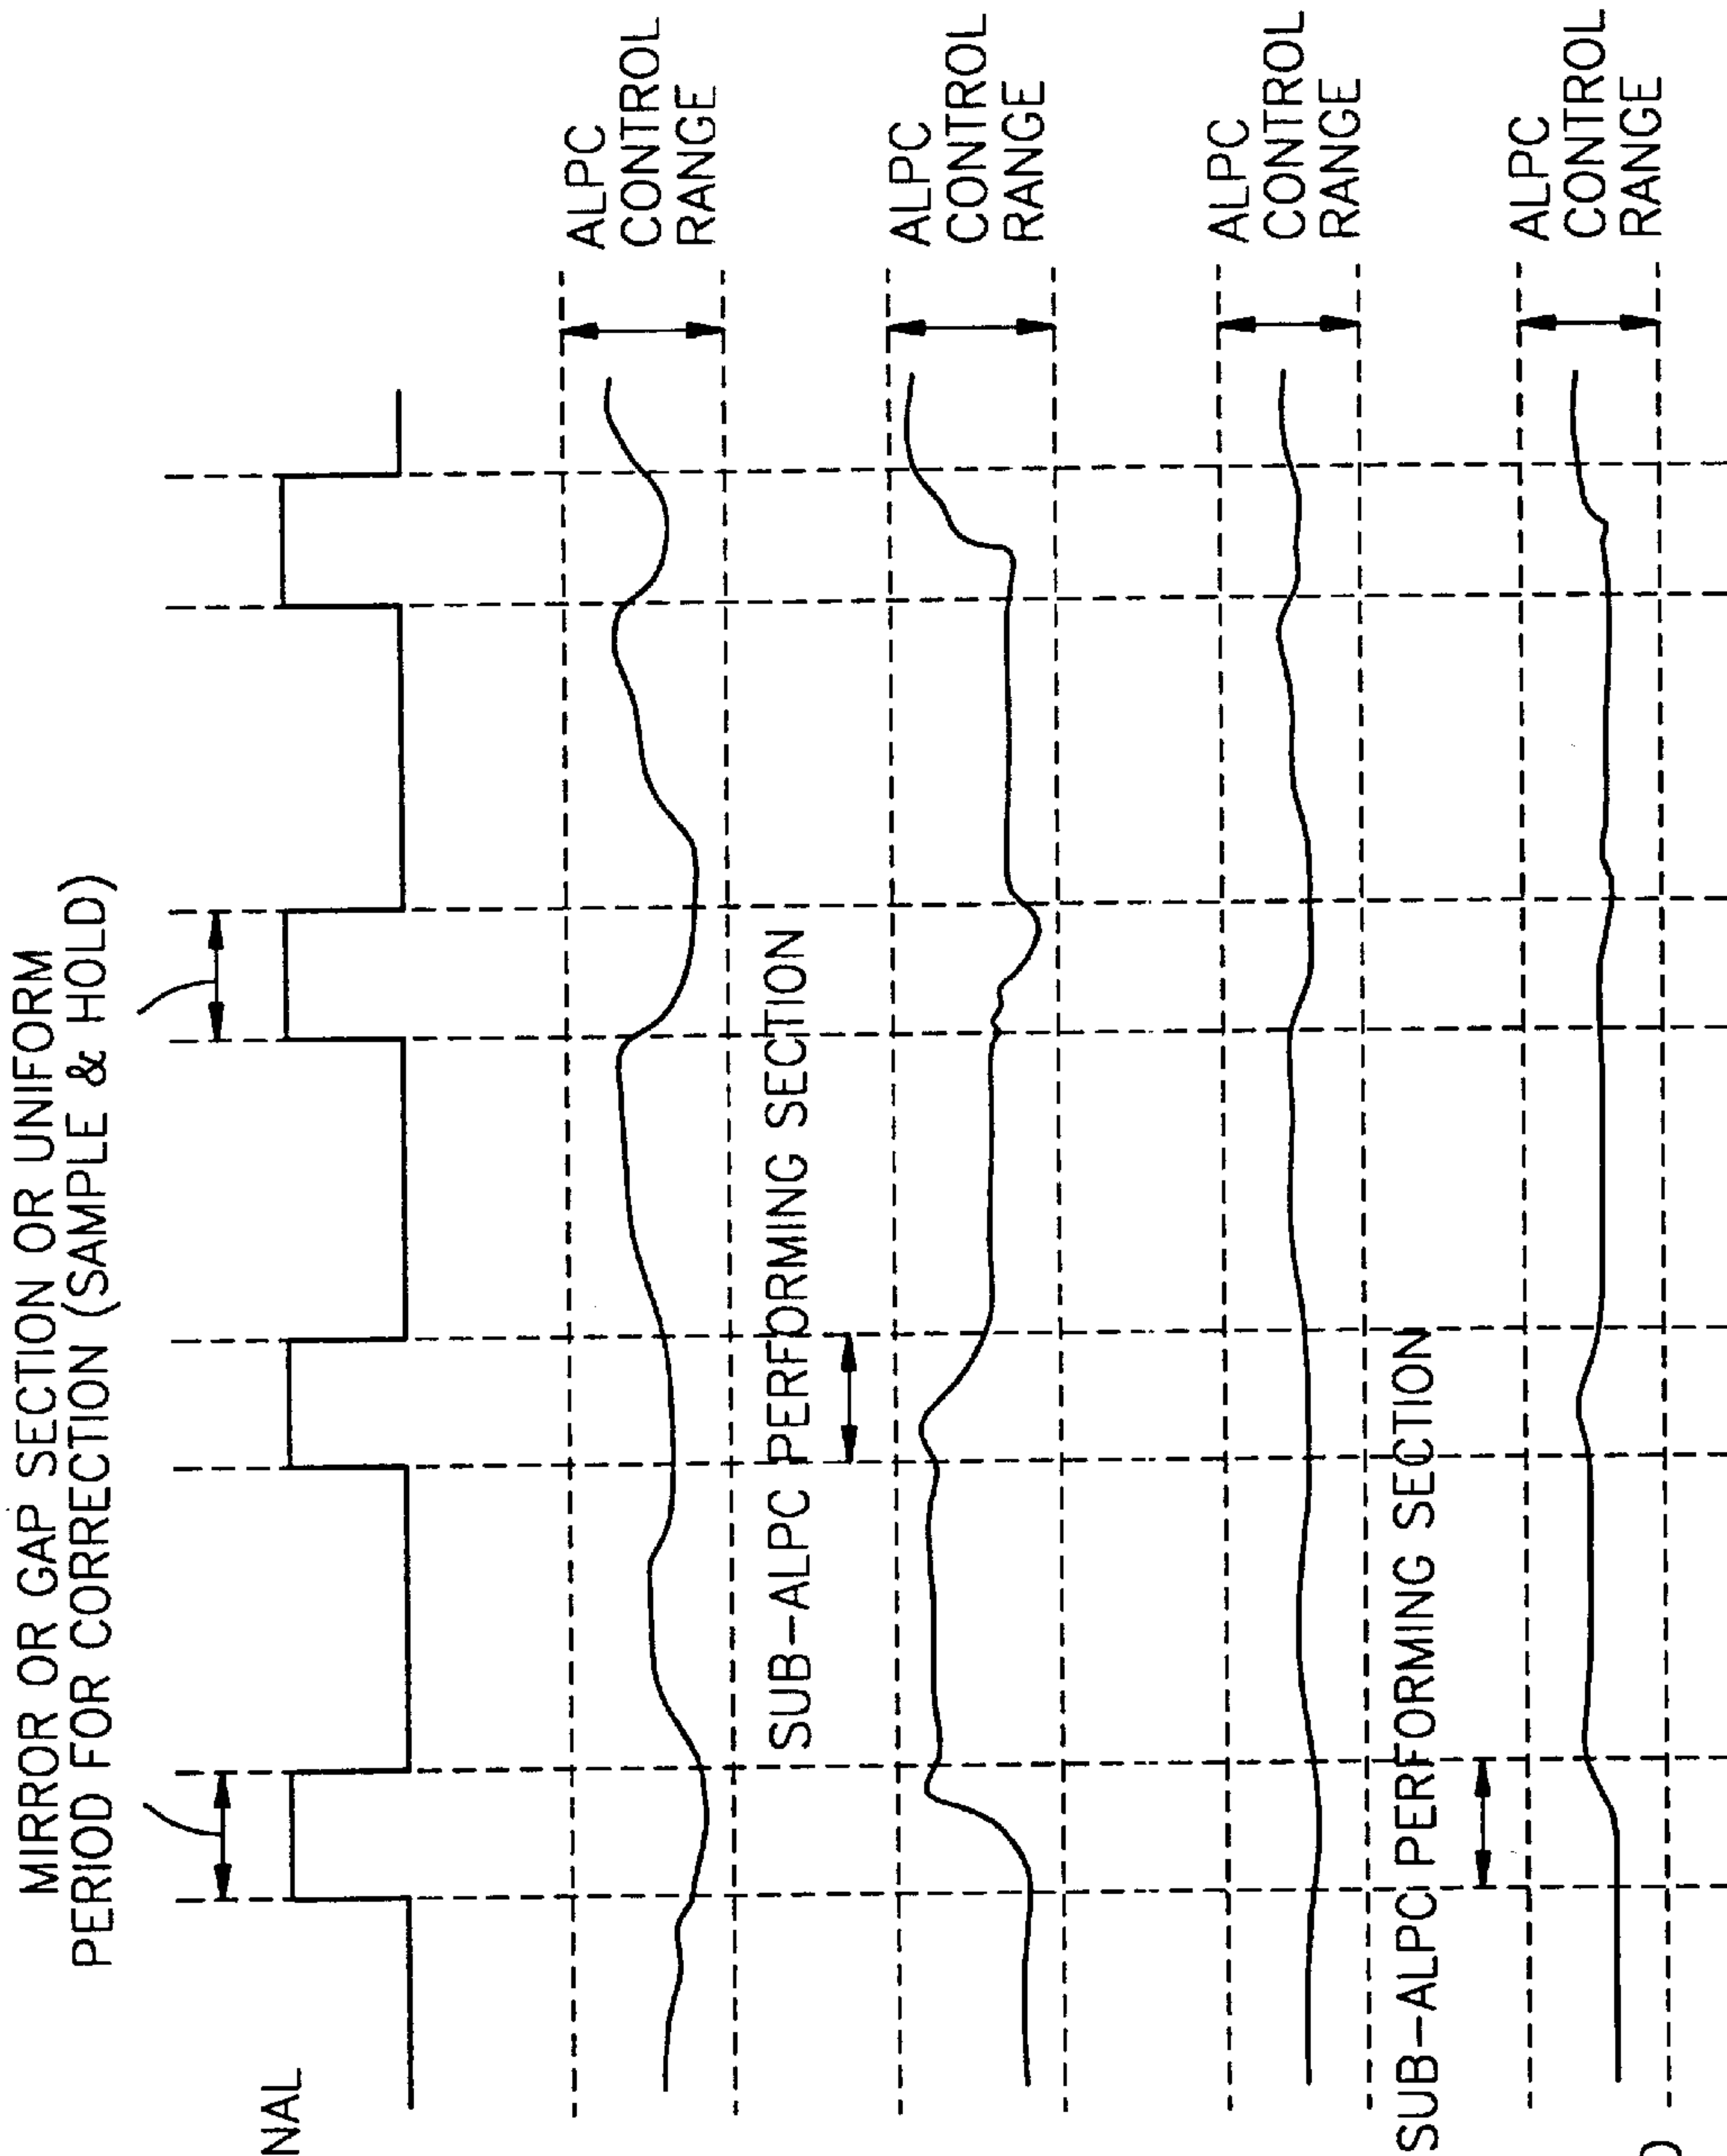 MIRROR OR GAP SECTION OR UNIFORM
PERIOD FOR CORRECTION (SAMPLE & HOLD)
NAL
ALPC
CONTROL
RANGE
SUB-ALPC PERFORMING SECTION
ALPC
CONTROL
RANGE
ALPC
CONTROL
RANGE
SUB-ALPC PERFORMING SECTION
ALPC
CONTROL
RANGE
)